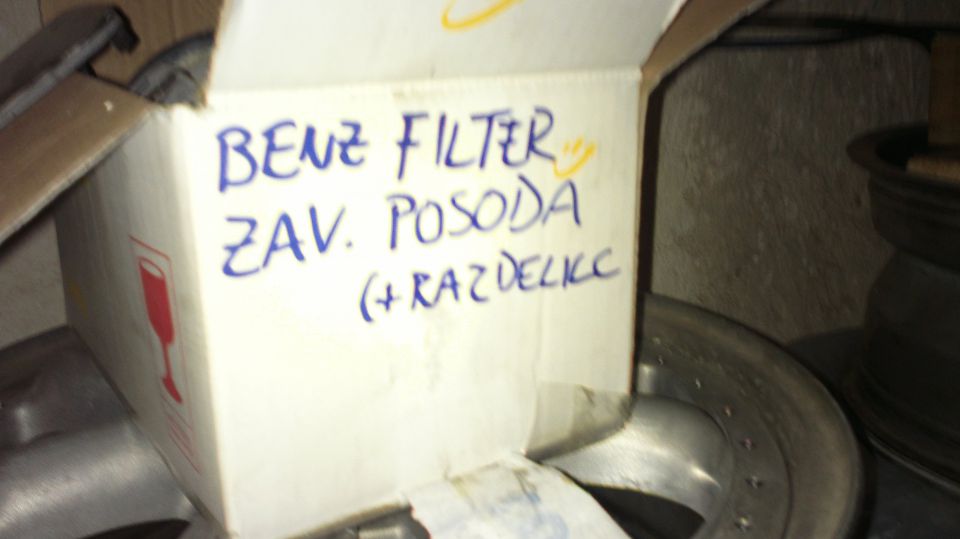 BENZ FILTER
ZAV. POSODA
(+RAZDELILC